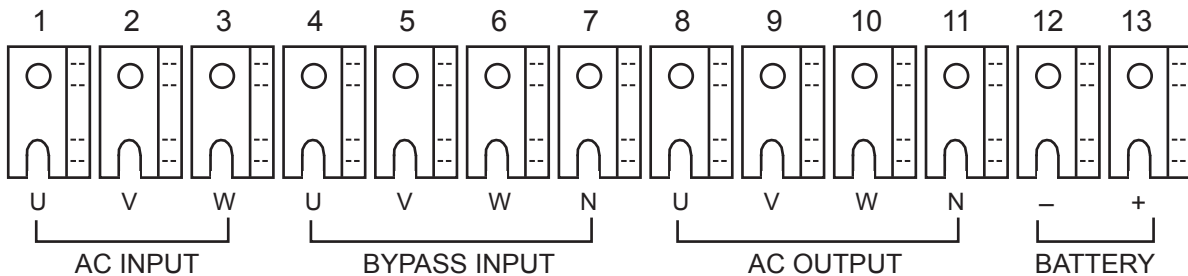 1 2 3 4 5 6 7 8 9 10 11 12 13
U V W U V W N U V W N – +
AC INPUT BYPASS INPUT AC OUTPUT BATTERY